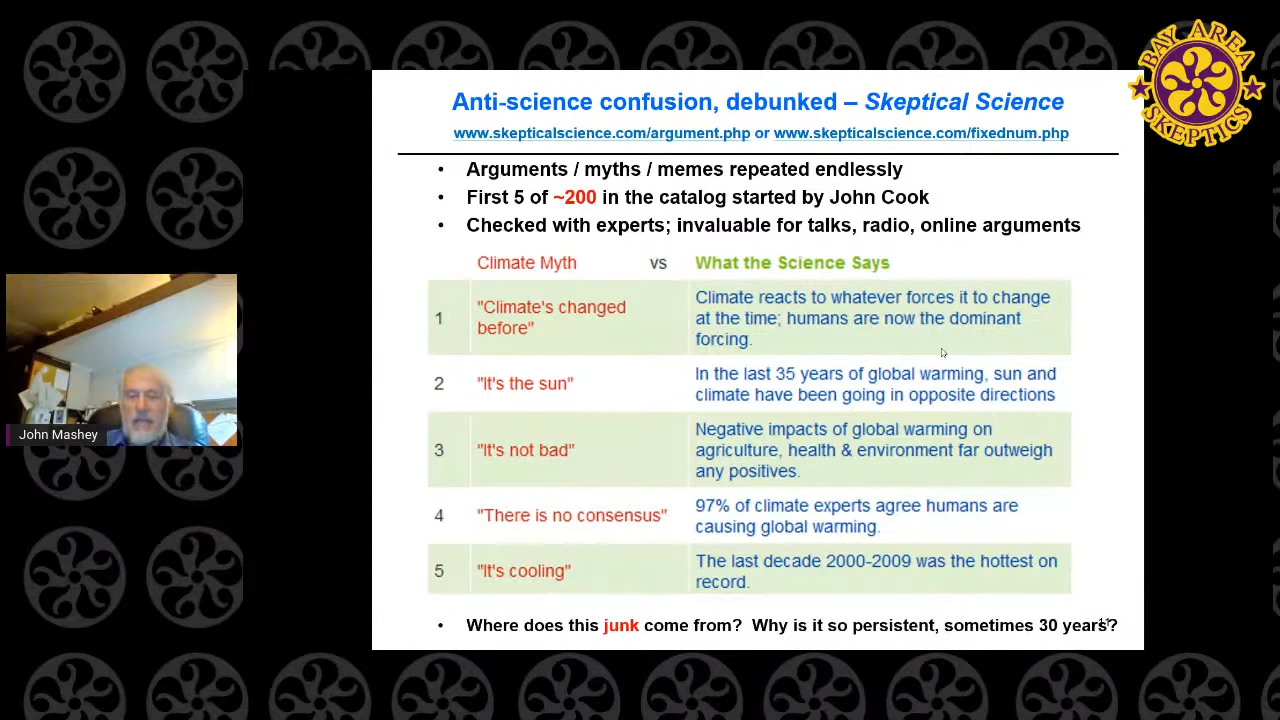 BAY AREA
SKEPTICS
Anti-science confusion, debunked – Skeptical Science
www.skepticalscience.com/argument.php or www.skepticalscience.com/fixednum.php
• Arguments / myths / memes repeated endlessly
• First 5 of ~200 in the catalog started by John Cook
• Checked with experts; invaluable for talks, radio, online arguments
Climate Myth vs What the Science Says
1 "Climate's changed before" Climate reacts to whatever forces it to change
at the time; humans are now the dominant
forcing.
2 "It's the sun" In the last 35 years of global warming, sun and
climate have been going in opposite directions
3 "It's not bad" Negative impacts of global warming on
agriculture, health & environment far outweigh
any positives.
4 "There is no consensus" 97% of climate experts agree humans are
causing global warming.
5 "It's cooling" The last decade 2000-2009 was the hottest on
record.
• Where does this junk come from? Why is it so persistent, sometimes 30 years?
John Mashey